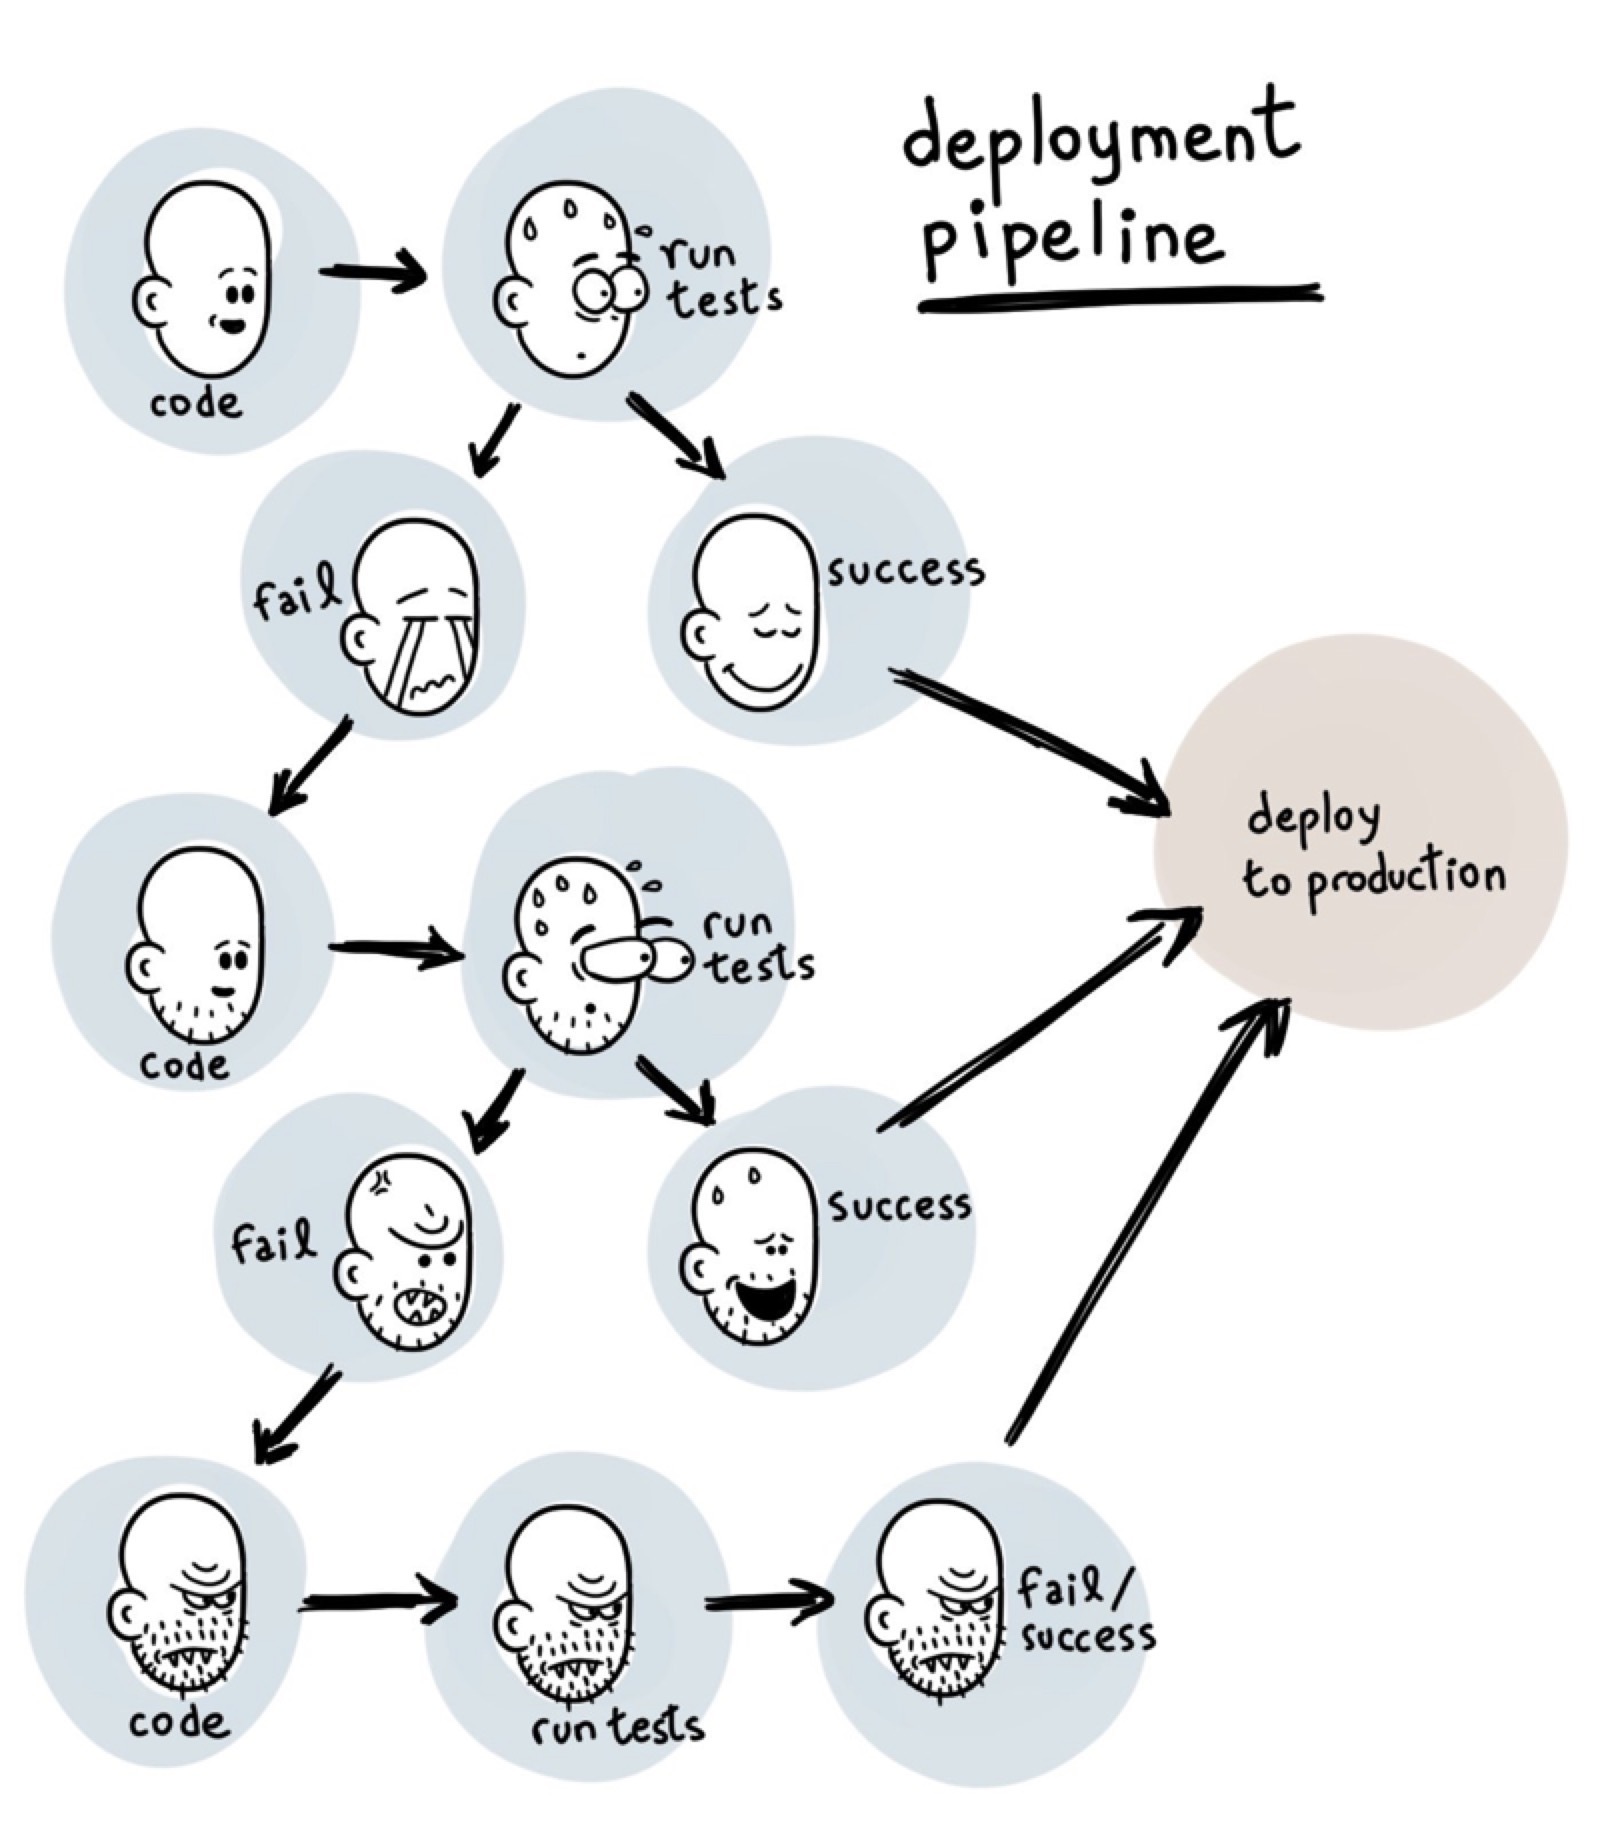 deployment
pipeline
code
run
tests
fail
success
deploy
to production
code
run
tests
fail
success
code
run tests
fail/
success